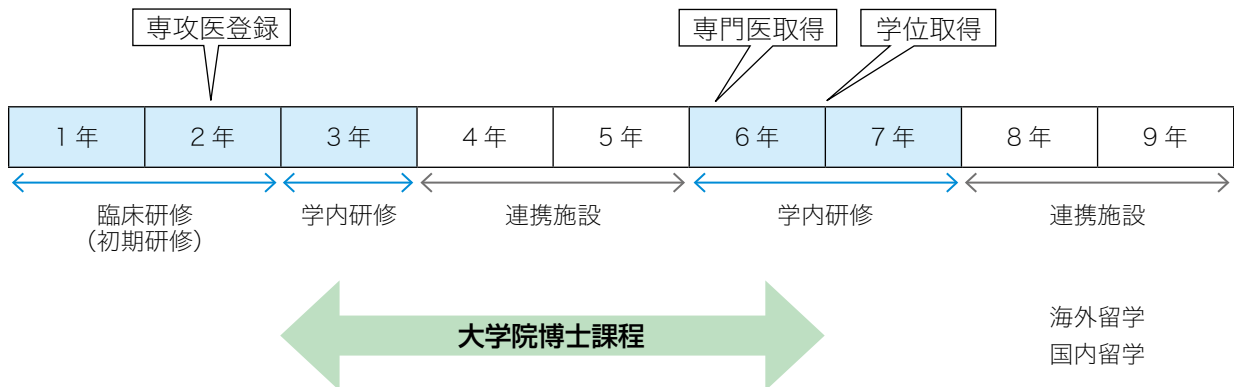 専攻医登録
専門医取得
学位取得
1年
2年
3年
4年
5年
6年
7年
8年
9年
臨床研修
(初期研修)
学内研修
連携施設
学内研修
連携施設
大学院博士課程
海外留学
国内留学